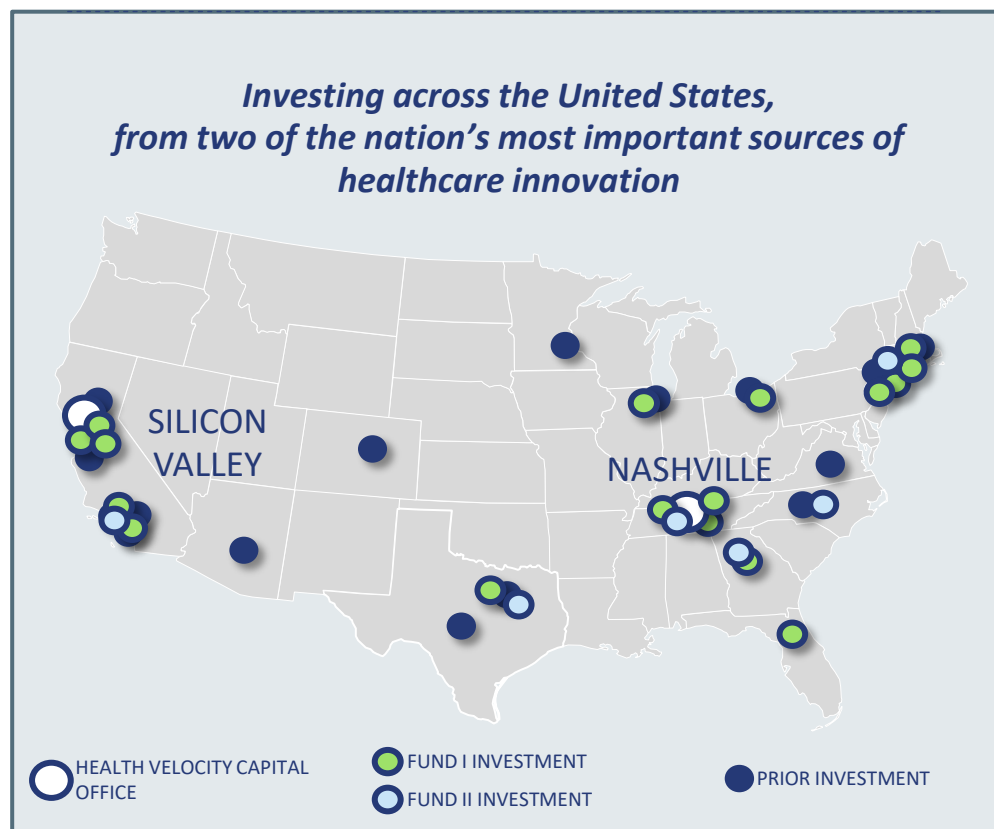 Investing across the United States,
from two of the nation’s most important sources of
healthcare innovation
SILICON
VALLEY
NASHVILLE
HEALTH VELOCITY CAPITAL
OFFICE
FUND I INVESTMENT
FUND II INVESTMENT
PRIOR INVESTMENT